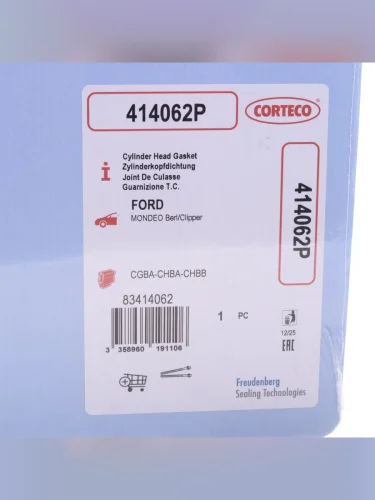 414062P
CORTECO
Cylinder Head Gasket
Zylinderkopfdichtung
Joint De Culasse
Guarnizione T.C.
414062P
FORD
MONDEO Berl/Clipper
CGBA-CHBA-CHBB
83414062
1 PC
12/25
3 358960 191106
EAC
Freudenberg
Sealing Technologies